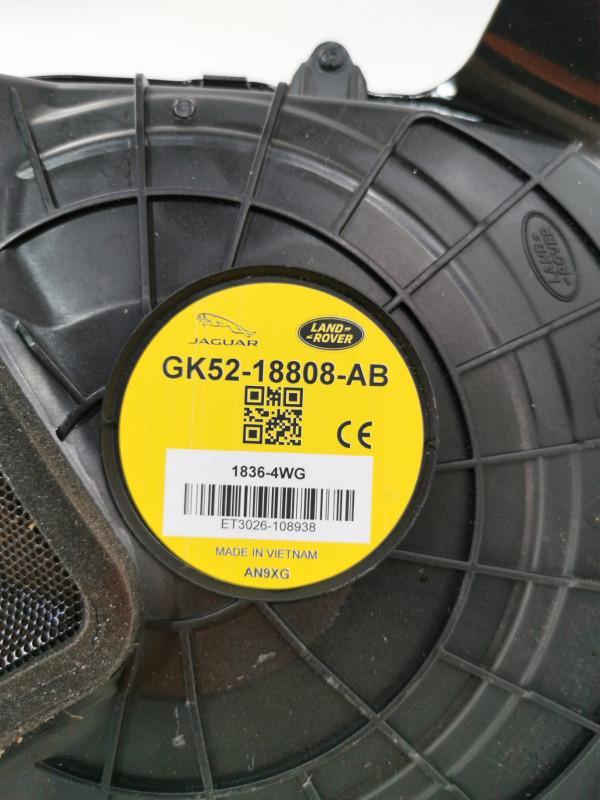 JAGUAR
LAND-
-ROVER
GK52-18808-AB
CE
1836-4WG
ET3026-108938
MADE IN VIETNAM
AN9XG
LAND-
-ROVER